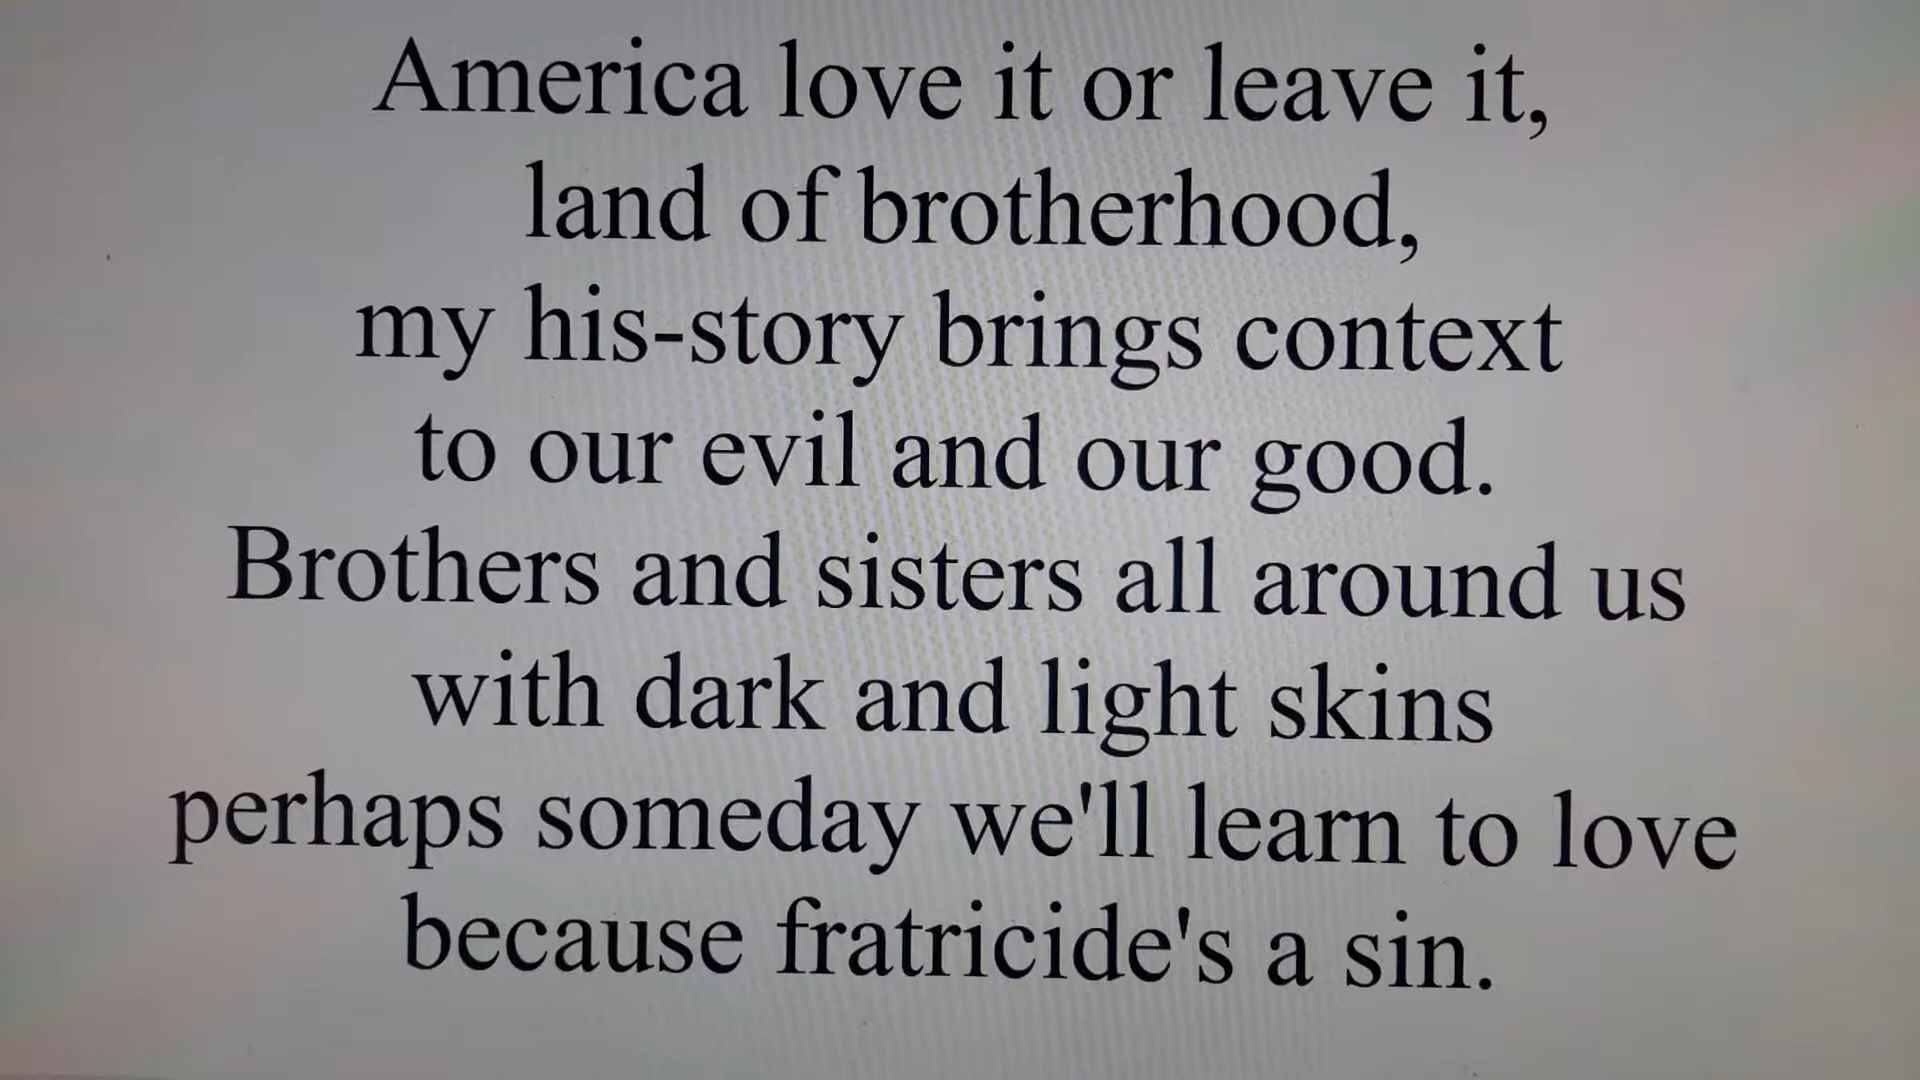 America love it or leave it,
land of brotherhood,
my his-story brings context
to our evil and our good.
Brothers and sisters all around us
with dark and light skins
perhaps someday we'll learn to love
because fratricide's a sin.